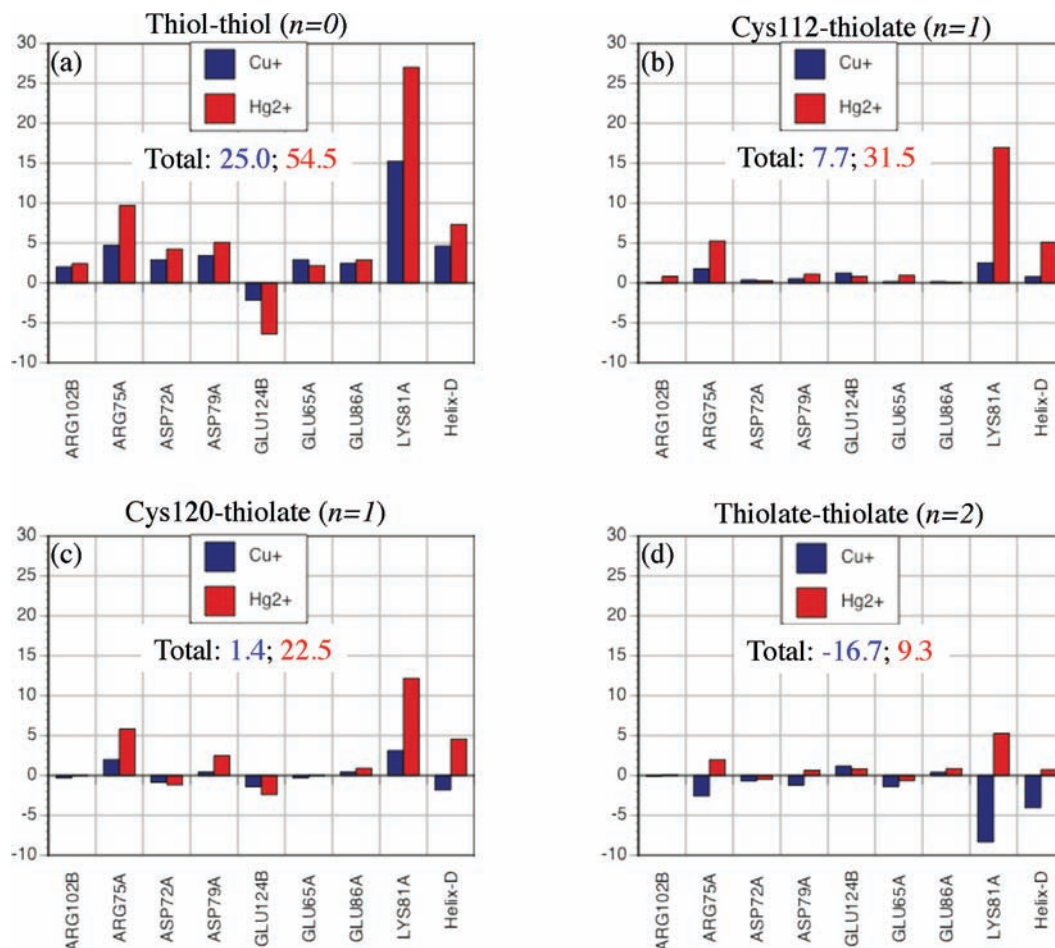 Thiol-thiol (n=0)
(a)
Cu+
Hg2+
Total: 25.0; 54.5
30
25
20
15
10
5
0
-5
-10
ARG102B
ARG75A
ASP72A
ASP79A
GLU124B
GLU65A
GLU86A
LYS81A
Helix-D
Cys112-thiolate (n=1)
(b)
Cu+
Hg2+
Total: 7.7; 31.5
30
25
20
15
10
5
0
-5
-10
ARG102B
ARG75A
ASP72A
ASP79A
GLU124B
GLU65A
GLU86A
LYS81A
Helix-D
Cys120-thiolate (n=1)
(c)
Cu+
Hg2+
Total: 1.4; 22.5
30
25
20
15
10
5
0
-5
-10
ARG102B
ARG75A
ASP72A
ASP79A
GLU124B
GLU65A
GLU86A
LYS81A
Helix-D
Thiolate-thiolate (n=2)
(d)
Cu+
Hg2+
Total: -16.7; 9.3
30
25
20
15
10
5
0
-5
-10
ARG102B
ARG75A
ASP72A
ASP79A
GLU124B
GLU65A
GLU86A
LYS81A
Helix-D